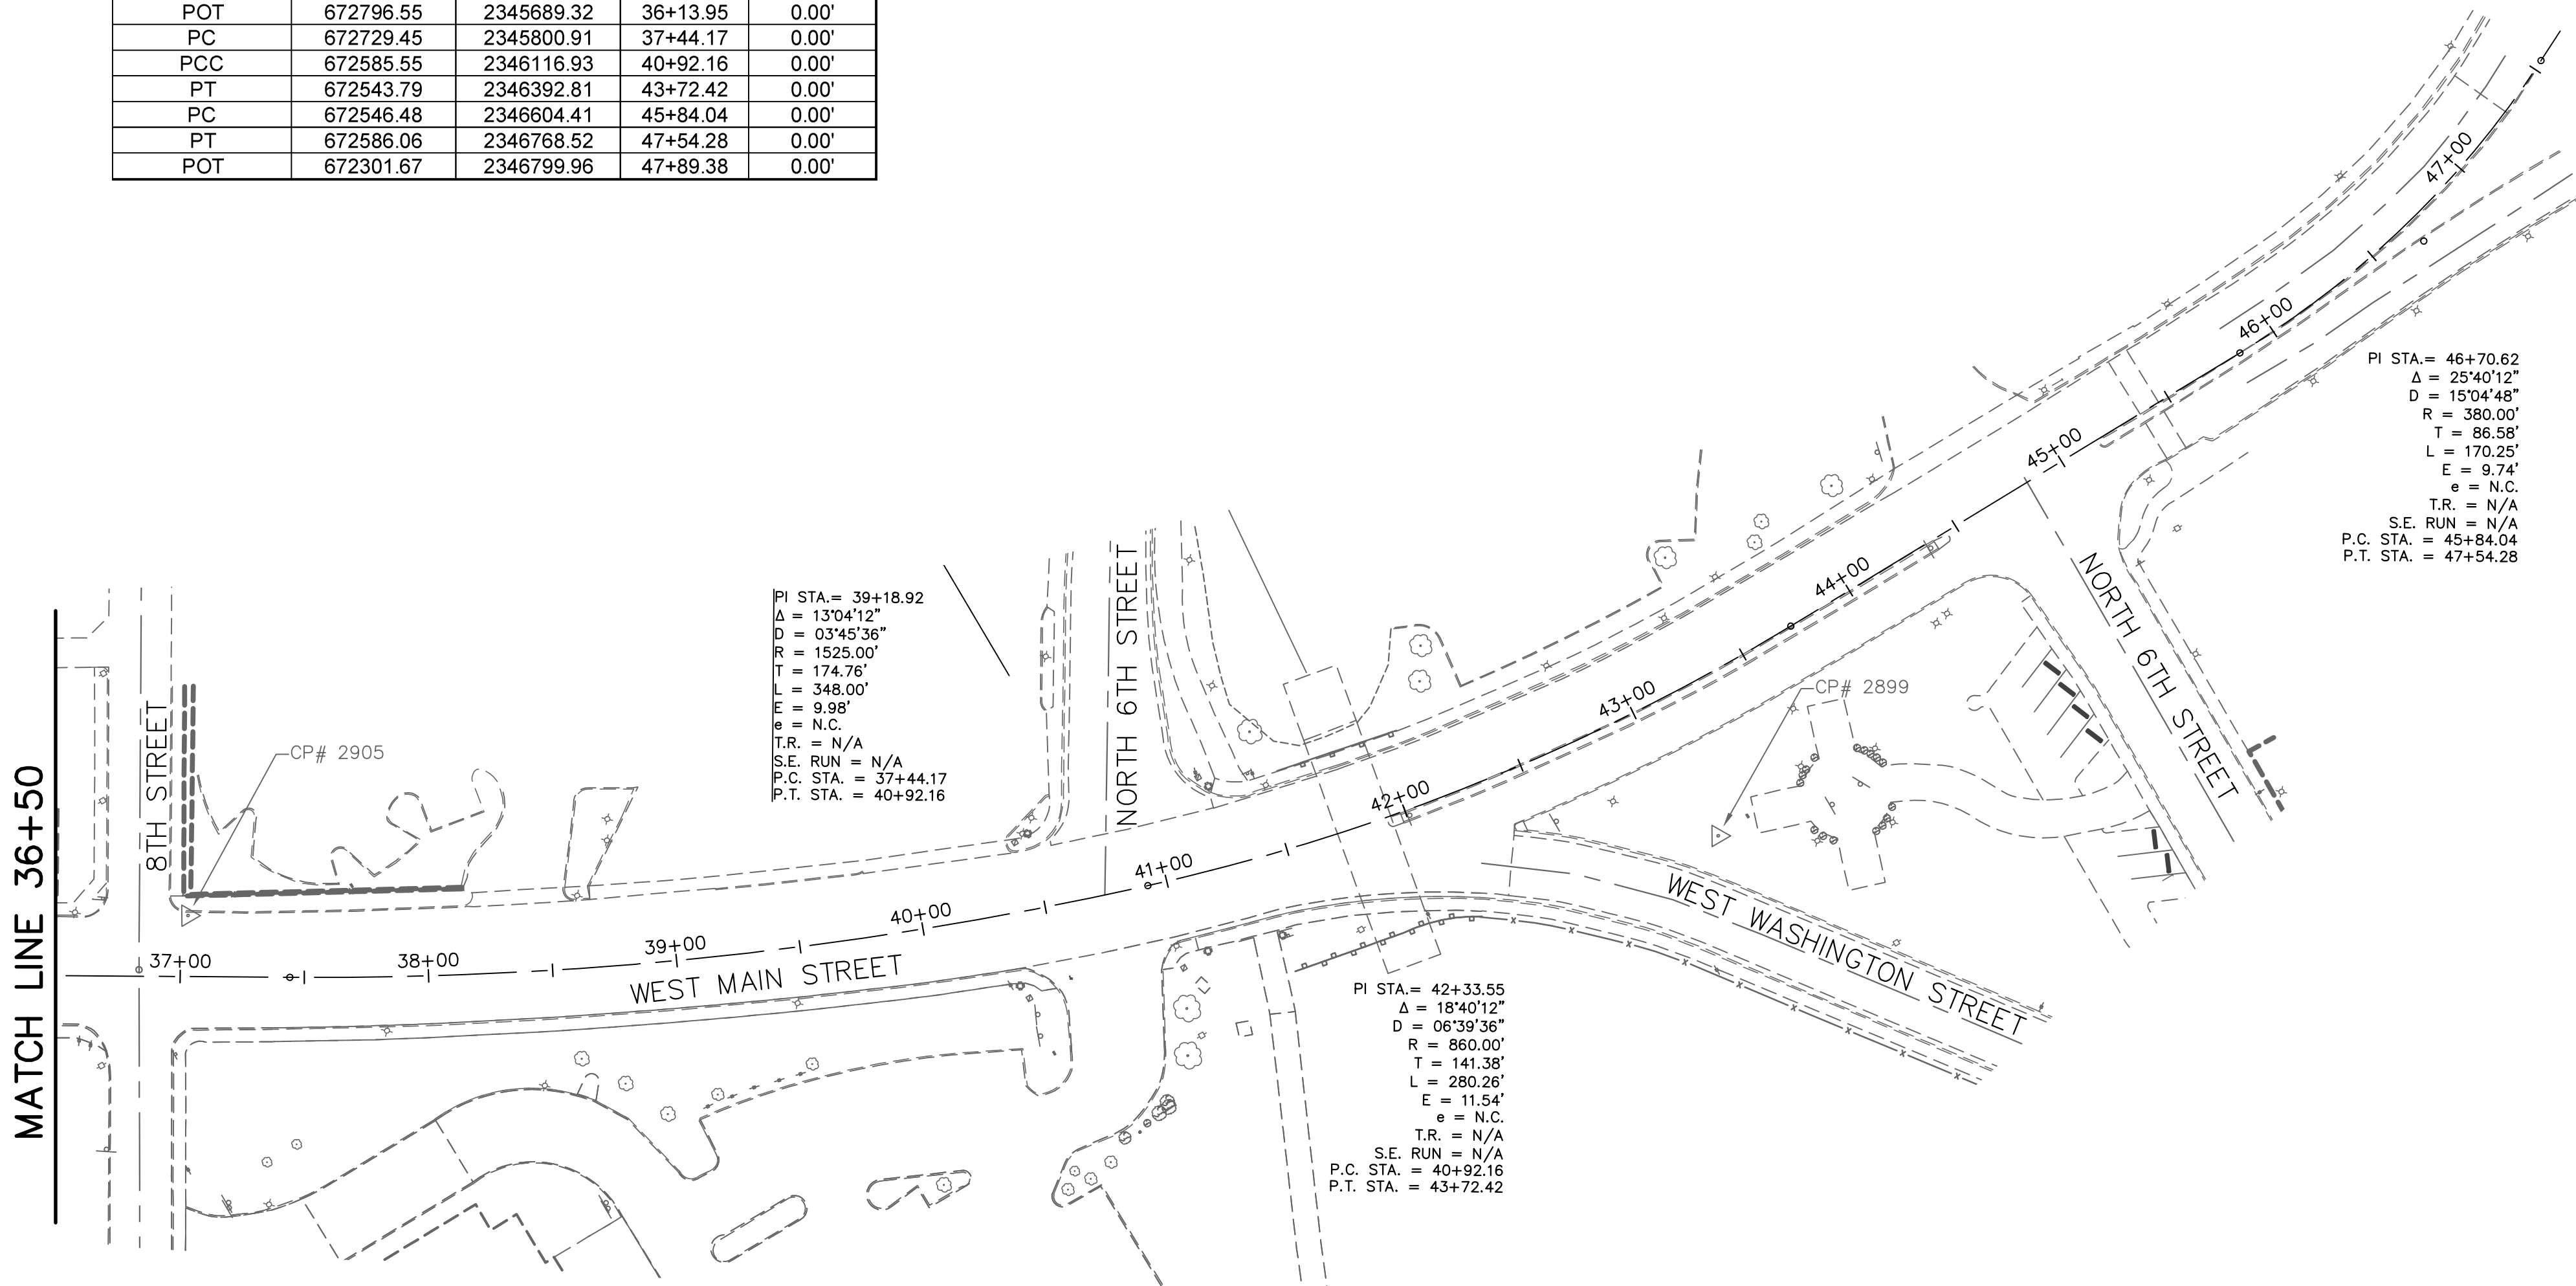 POT 672796.55 2345689.32 36+13.95 0.00'
PC 672729.45 2345800.91 37+44.17 0.00'
PCC 672585.55 2346116.93 40+92.16 0.00'
PT 672543.79 2346392.81 43+72.42 0.00'
PC 672546.48 2346604.41 45+84.04 0.00'
PT 672586.06 2346768.52 47+54.28 0.00'
POT 672301.67 2346799.96 47+89.38 0.00'
47+00
46+00
PI STA.= 46+70.62
Δ = 25°40'12"
D = 15°04'48"
R = 380.00'
T = 86.58'
L = 170.25'
E = 9.74'
e = N.C.
T.R. = N/A
S.E. RUN = N/A
P.C. STA. = 45+84.04
P.T. STA. = 47+54.28
45+00
44+00
NORTH 6TH STREET
PI STA.= 39+18.92
Δ = 13°04'12"
D = 03°45'36"
R = 1525.00'
T = 174.76'
L = 348.00'
E = 9.98'
e = N.C.
T.R. = N/A
S.E. RUN = N/A
P.C. STA. = 37+44.17
P.T. STA. = 40+92.16
NORTH 6TH STREET
43+00
CP# 2899
8TH STREET
CP# 2905
MATCH LINE 36+50
42+00
41+00
40+00
39+00
38+00
37+00
WEST MAIN STREET
WEST WASHINGTON STREET
PI STA.= 42+33.55
Δ = 18°40'12"
D = 06°39'36"
R = 860.00'
T = 141.38'
L = 280.26'
E = 11.54'
e = N.C.
T.R. = N/A
S.E. RUN = N/A
P.C. STA. = 40+92.16
P.T. STA. = 43+72.42